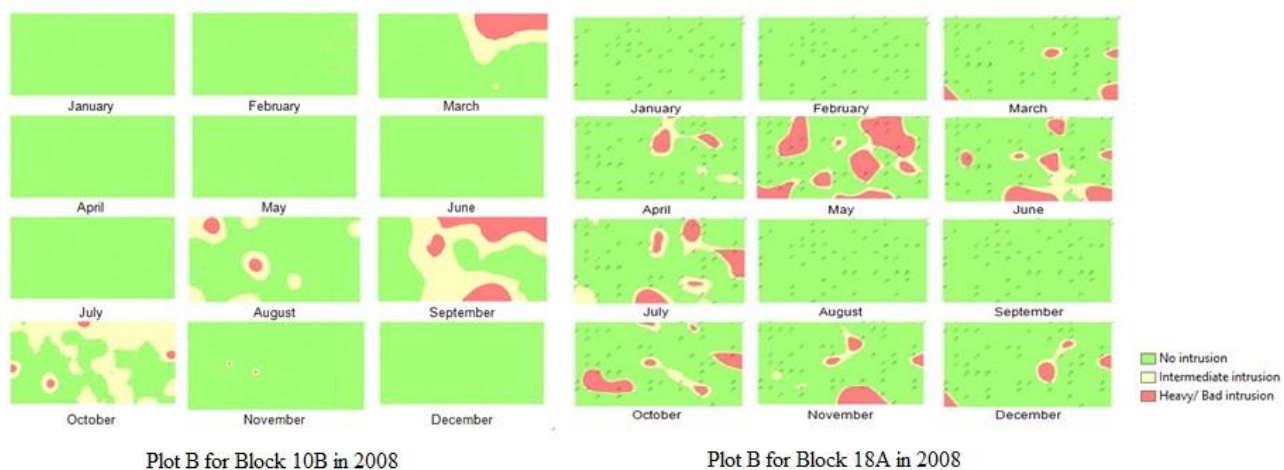 January February March January February March
April May June April May June
July August September July August September
October November December October November December
No intrusion
Intermediate intrusion
Heavy/ Bad intrusion
Plot B for Block 10B in 2008
Plot B for Block 18A in 2008